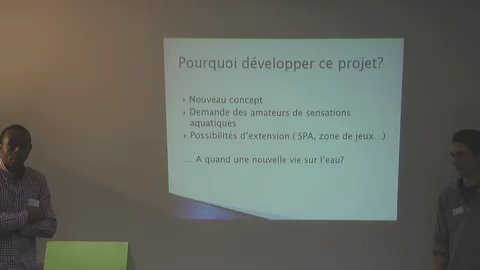 Pourquoi développer ce projet?
Nouveau concept
Demande des amateurs de sensations
aquatiques
Possibilités d'extension ( SPA, zone de jeux...)
... A quand une nouvelle vie sur l'eau?